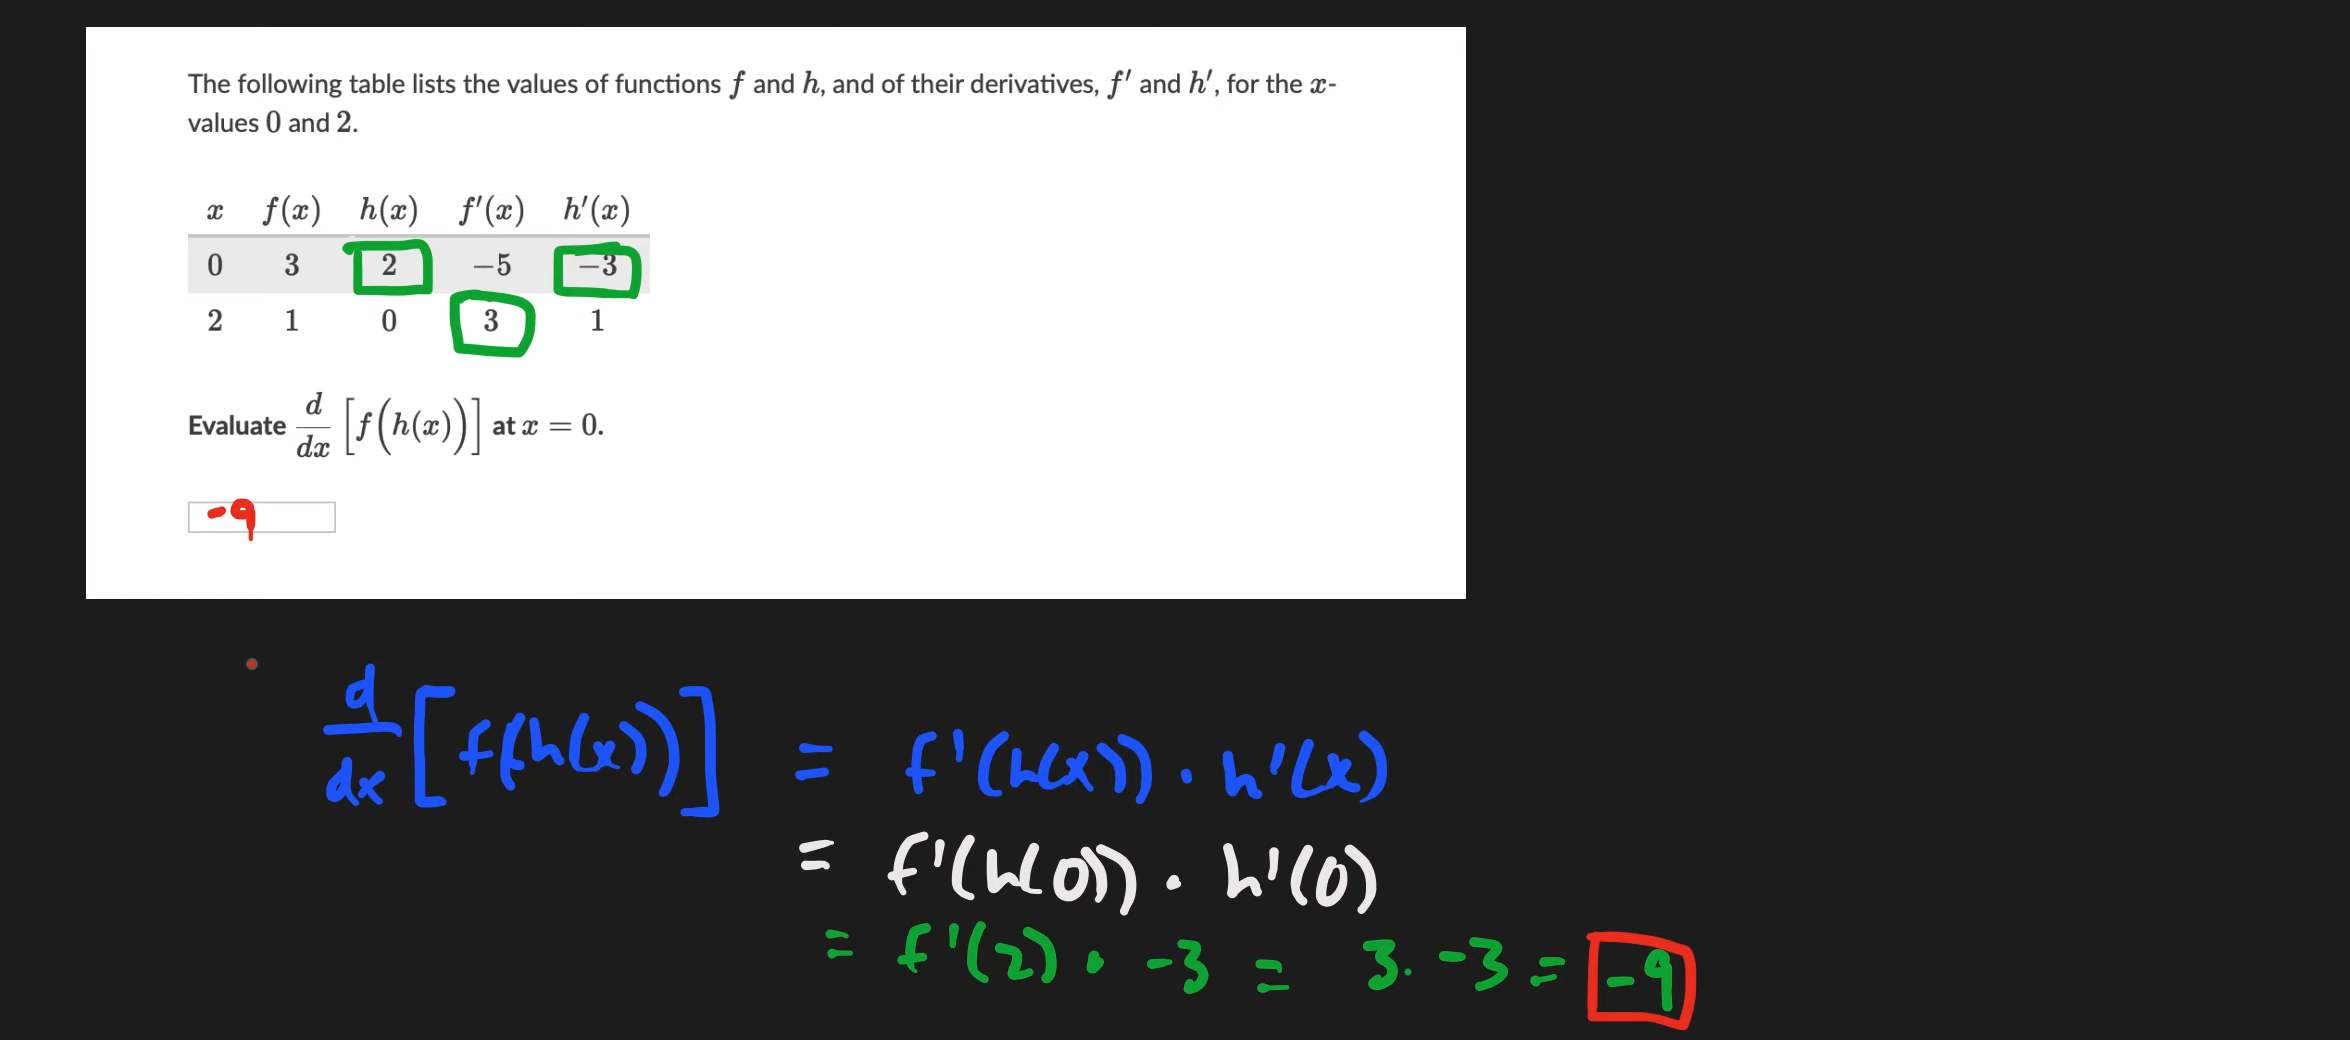 The following table lists the values of functions f and h, and of their derivatives, f′ and h′, for the x-
values 0 and 2.
x f(x) h(x) f′(x) h′(x)
0 3 2 −5 −3
2 1 0 3 1
Evaluate d/dx [f(h(x))] at x = 0.
-9
d/dx [f(h(x))] = f'(h(x)) · h'(x)
= f'(h(0)) · h'(0)
= f'(2) · -3 = 3 · -3 = -9